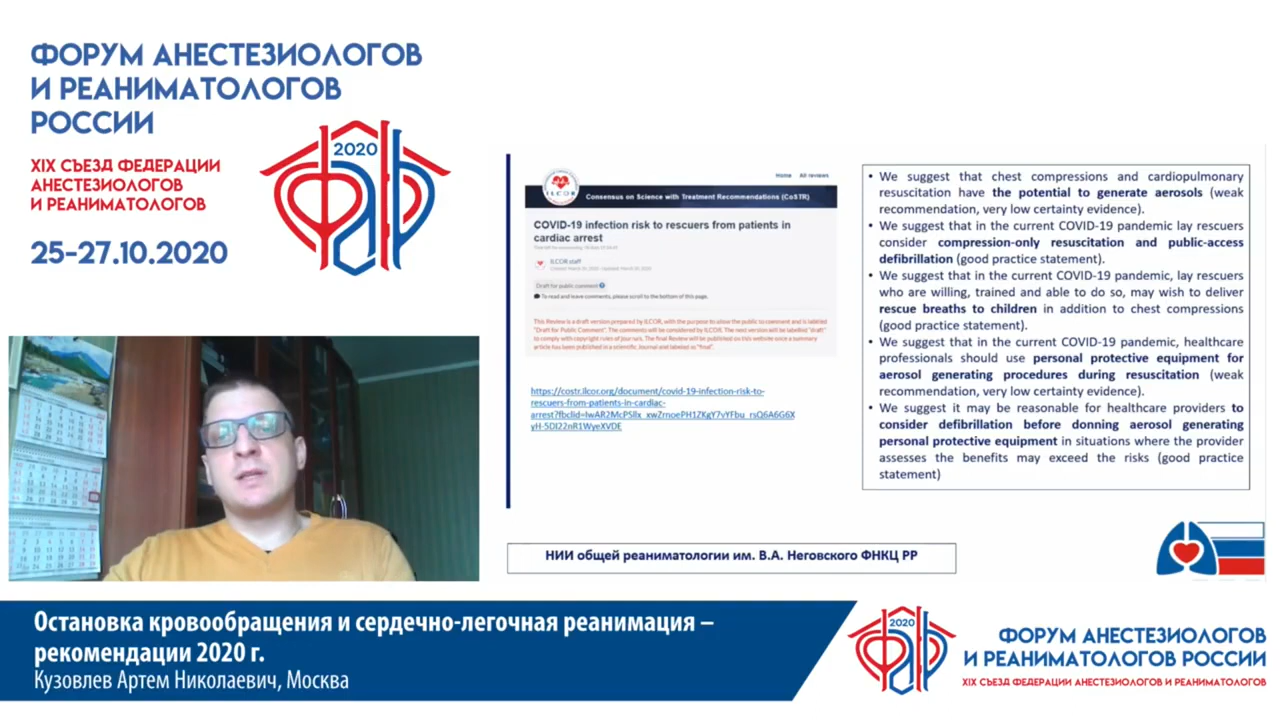 ФОРУМ АНЕСТЕЗИОЛОГОВ
И РЕАНИМАТОЛОГОВ
РОССИИ
XIX СЪЕЗД ФЕДЕРАЦИИ
АНЕСТЕЗИОЛОГОВ
И РЕАНИМАТОЛОГОВ
25-27.10.2020
2020
ILCOR
Home All reviews
Consensus on Science with Treatment Recommendations (CoSTR)
COVID-19 infection risk to rescuers from patients in
cardiac arrest
ILCOR staff
Draft for public comment
To read and leave comments, please scroll to the bottom of this page.
This Review is a draft version prepared by ILCOR, with the purpose to allow the public to comment and is labeled
"Draft for Public Comment". The comments will be considered by ILCOR. The next version will be labelled "draft"
to comply with copyright rules of journals. The final Review will be published on this website once a summary
article has been published in a scientific Journal and labeled as "final".
https://costr.ilcor.org/document/covid-19-infection-risk-to-
rescuers-from-patients-in-cardiac-
• We suggest that chest compressions and cardiopulmonary
resuscitation have the potential to generate aerosols (weak
recommendation, very low certainty evidence).
• We suggest that in the current COVID-19 pandemic lay rescuers
consider compression-only resuscitation and public-access
defibrillation (good practice statement).
• We suggest that in the current COVID-19 pandemic, lay rescuers
who are willing, trained and able to do so, may wish to deliver
rescue breaths to children in addition to chest compressions
(good practice statement).
• We suggest that in the current COVID-19 pandemic, healthcare
professionals should use personal protective equipment for
aerosol generating procedures during resuscitation (weak
recommendation, very low certainty evidence).
• We suggest it may be reasonable for healthcare providers to
consider defibrillation before donning aerosol generating
personal protective equipment in situations where the provider
assesses the benefits may exceed the risks (good practice
statement)
НИИ общей реаниматологии им. В.А. Неговского ФНКЦ РР
Остановка кровообращения и сердечно-легочная реанимация –
рекомендации 2020 г.
Кузовлев Артем Николаевич, Москва
2020
ФОРУМ АНЕСТЕЗИОЛОГОВ
И РЕАНИМАТОЛОГОВ РОССИИ
XIX СЪЕЗД ФЕДЕРАЦИИ АНЕСТЕЗИОЛОГОВ И РЕАНИМАТОЛОГОВ